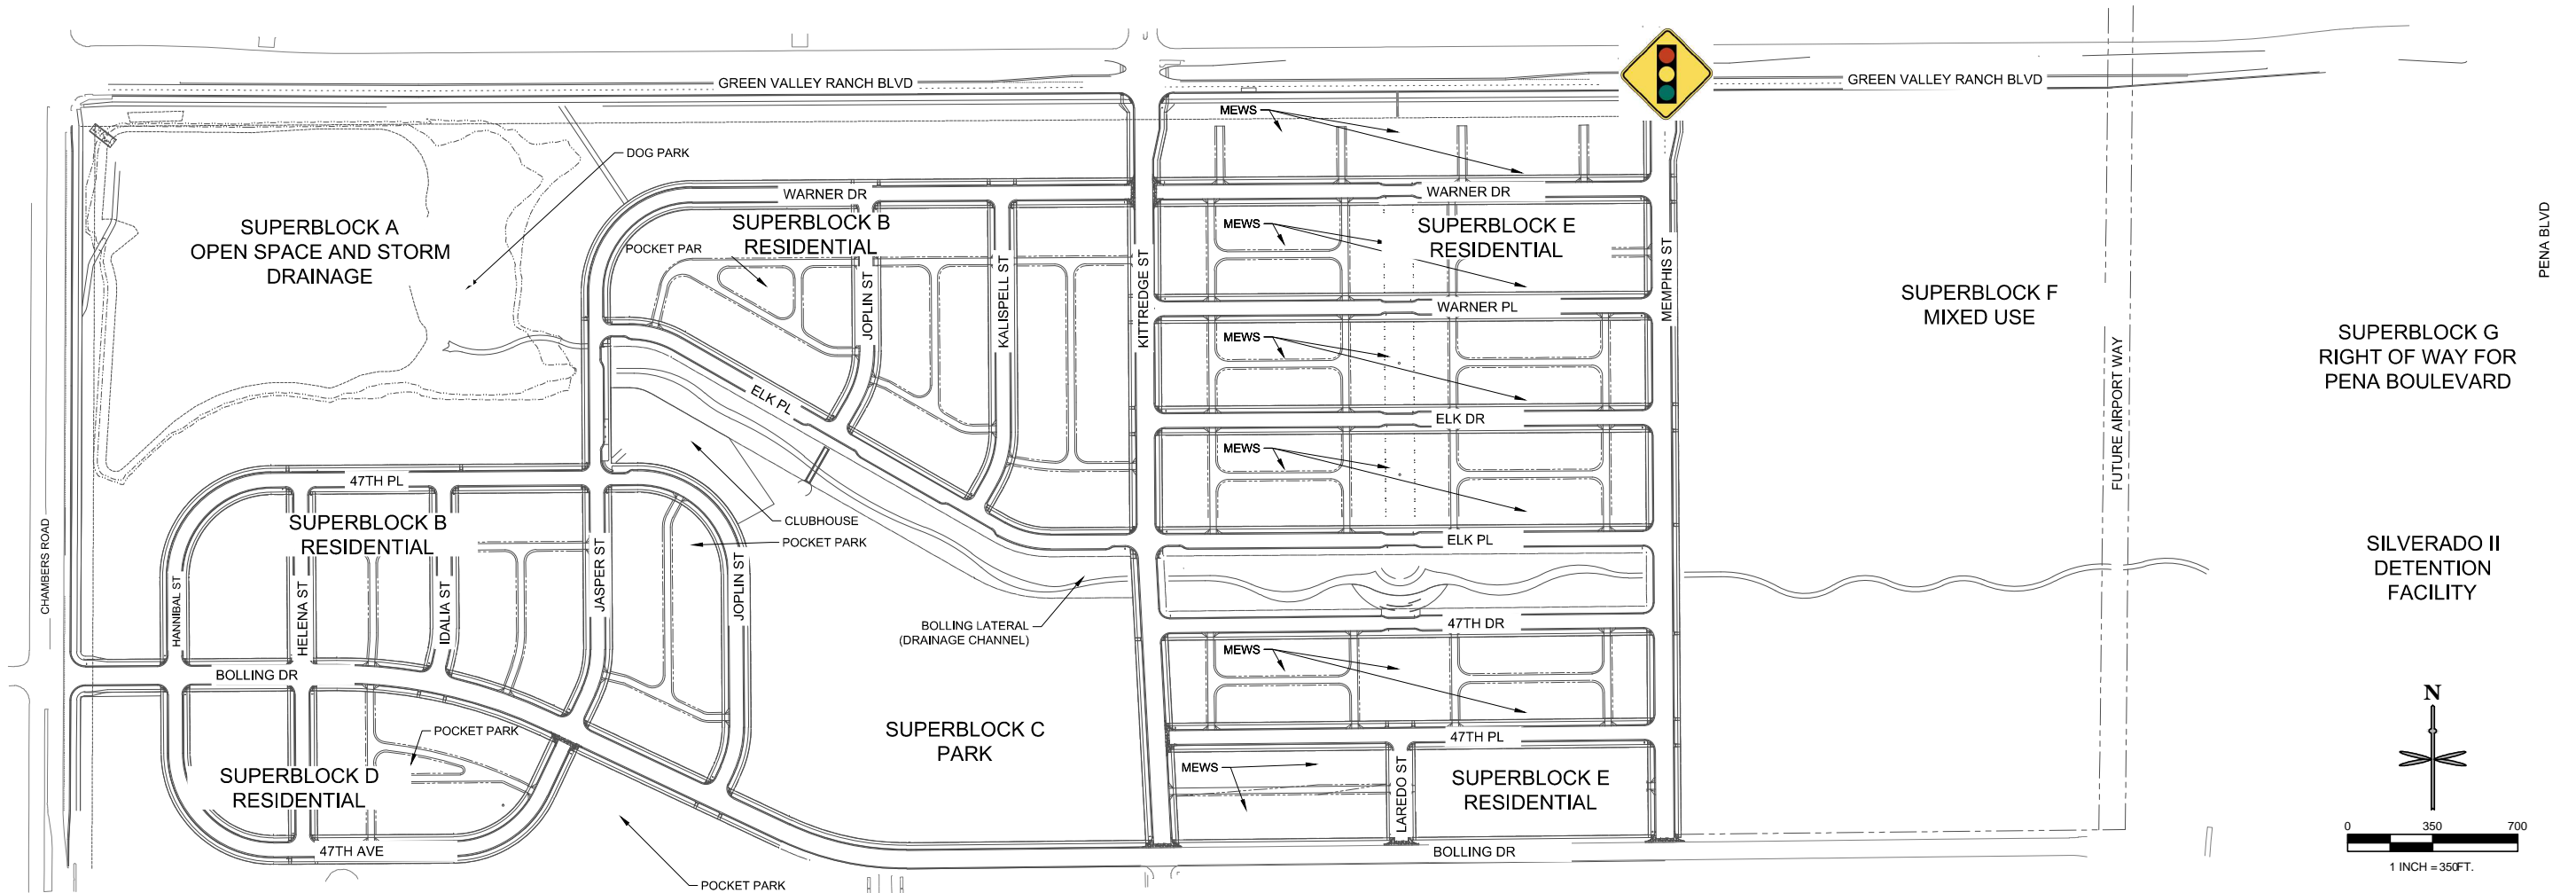 GREEN VALLEY RANCH BLVD
GREEN VALLEY RANCH BLVD
MEWS
DOG PARK
WARNER DR
WARNER DR
SUPERBLOCK A
OPEN SPACE AND STORM
DRAINAGE
SUPERBLOCK B
RESIDENTIAL
POCKET PAR
MEWS
SUPERBLOCK E
RESIDENTIAL
PENA BLVD
JOPLIN ST
KALISPELL ST
KITTREDGE ST
MEMPHIS ST
WARNER PL
SUPERBLOCK F
MIXED USE
MEWS
SUPERBLOCK G
RIGHT OF WAY FOR
PENA BOULEVARD
FUTURE AIRPORT WAY
ELK PL
ELK DR
MEWS
47TH PL
SUPERBLOCK B
RESIDENTIAL
CLUBHOUSE
POCKET PARK
ELK PL
SILVERADO II
DETENTION
FACILITY
CHAMBERS ROAD
HANNIBAL ST
HELENA ST
IDALIA ST
JASPER ST
JOPLIN ST
BOLLING LATERAL
(DRAINAGE CHANNEL)
47TH DR
MEWS
BOLLING DR
POCKET PARK
SUPERBLOCK C
PARK
47TH PL
N
SUPERBLOCK D
RESIDENTIAL
MEWS
LAREDO ST
SUPERBLOCK E
RESIDENTIAL
47TH AVE
BOLLING DR
POCKET PARK
0 350 700
1 INCH = 350FT.